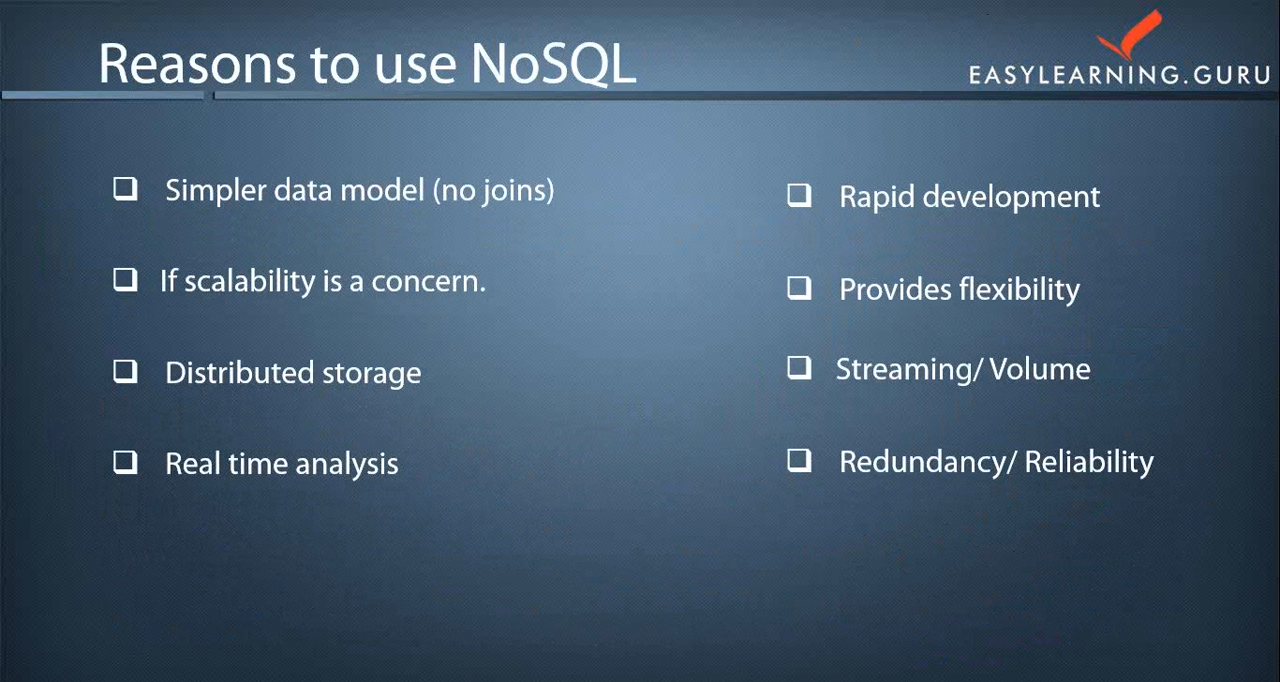 Reasons to use NoSQL
EASYLEARNING.GURU
Simpler data model (no joins)
If scalability is a concern.
Distributed storage
Real time analysis
Rapid development
Provides flexibility
Streaming/ Volume
Redundancy/ Reliability